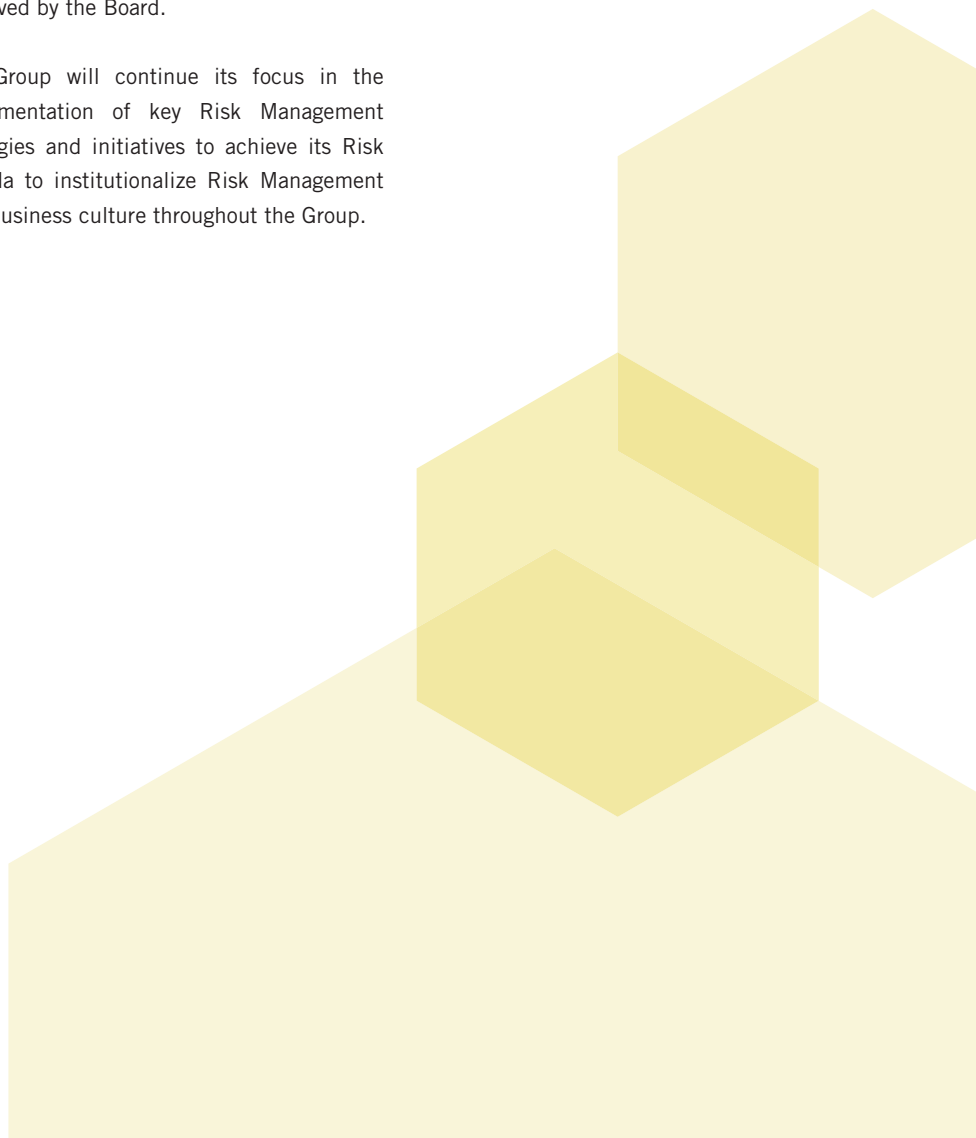 ved by the Board.
Group will continue its focus in the
mentation of key Risk Management
gies and initiatives to achieve its Risk
da to institutionalize Risk Management
usiness culture throughout the Group.